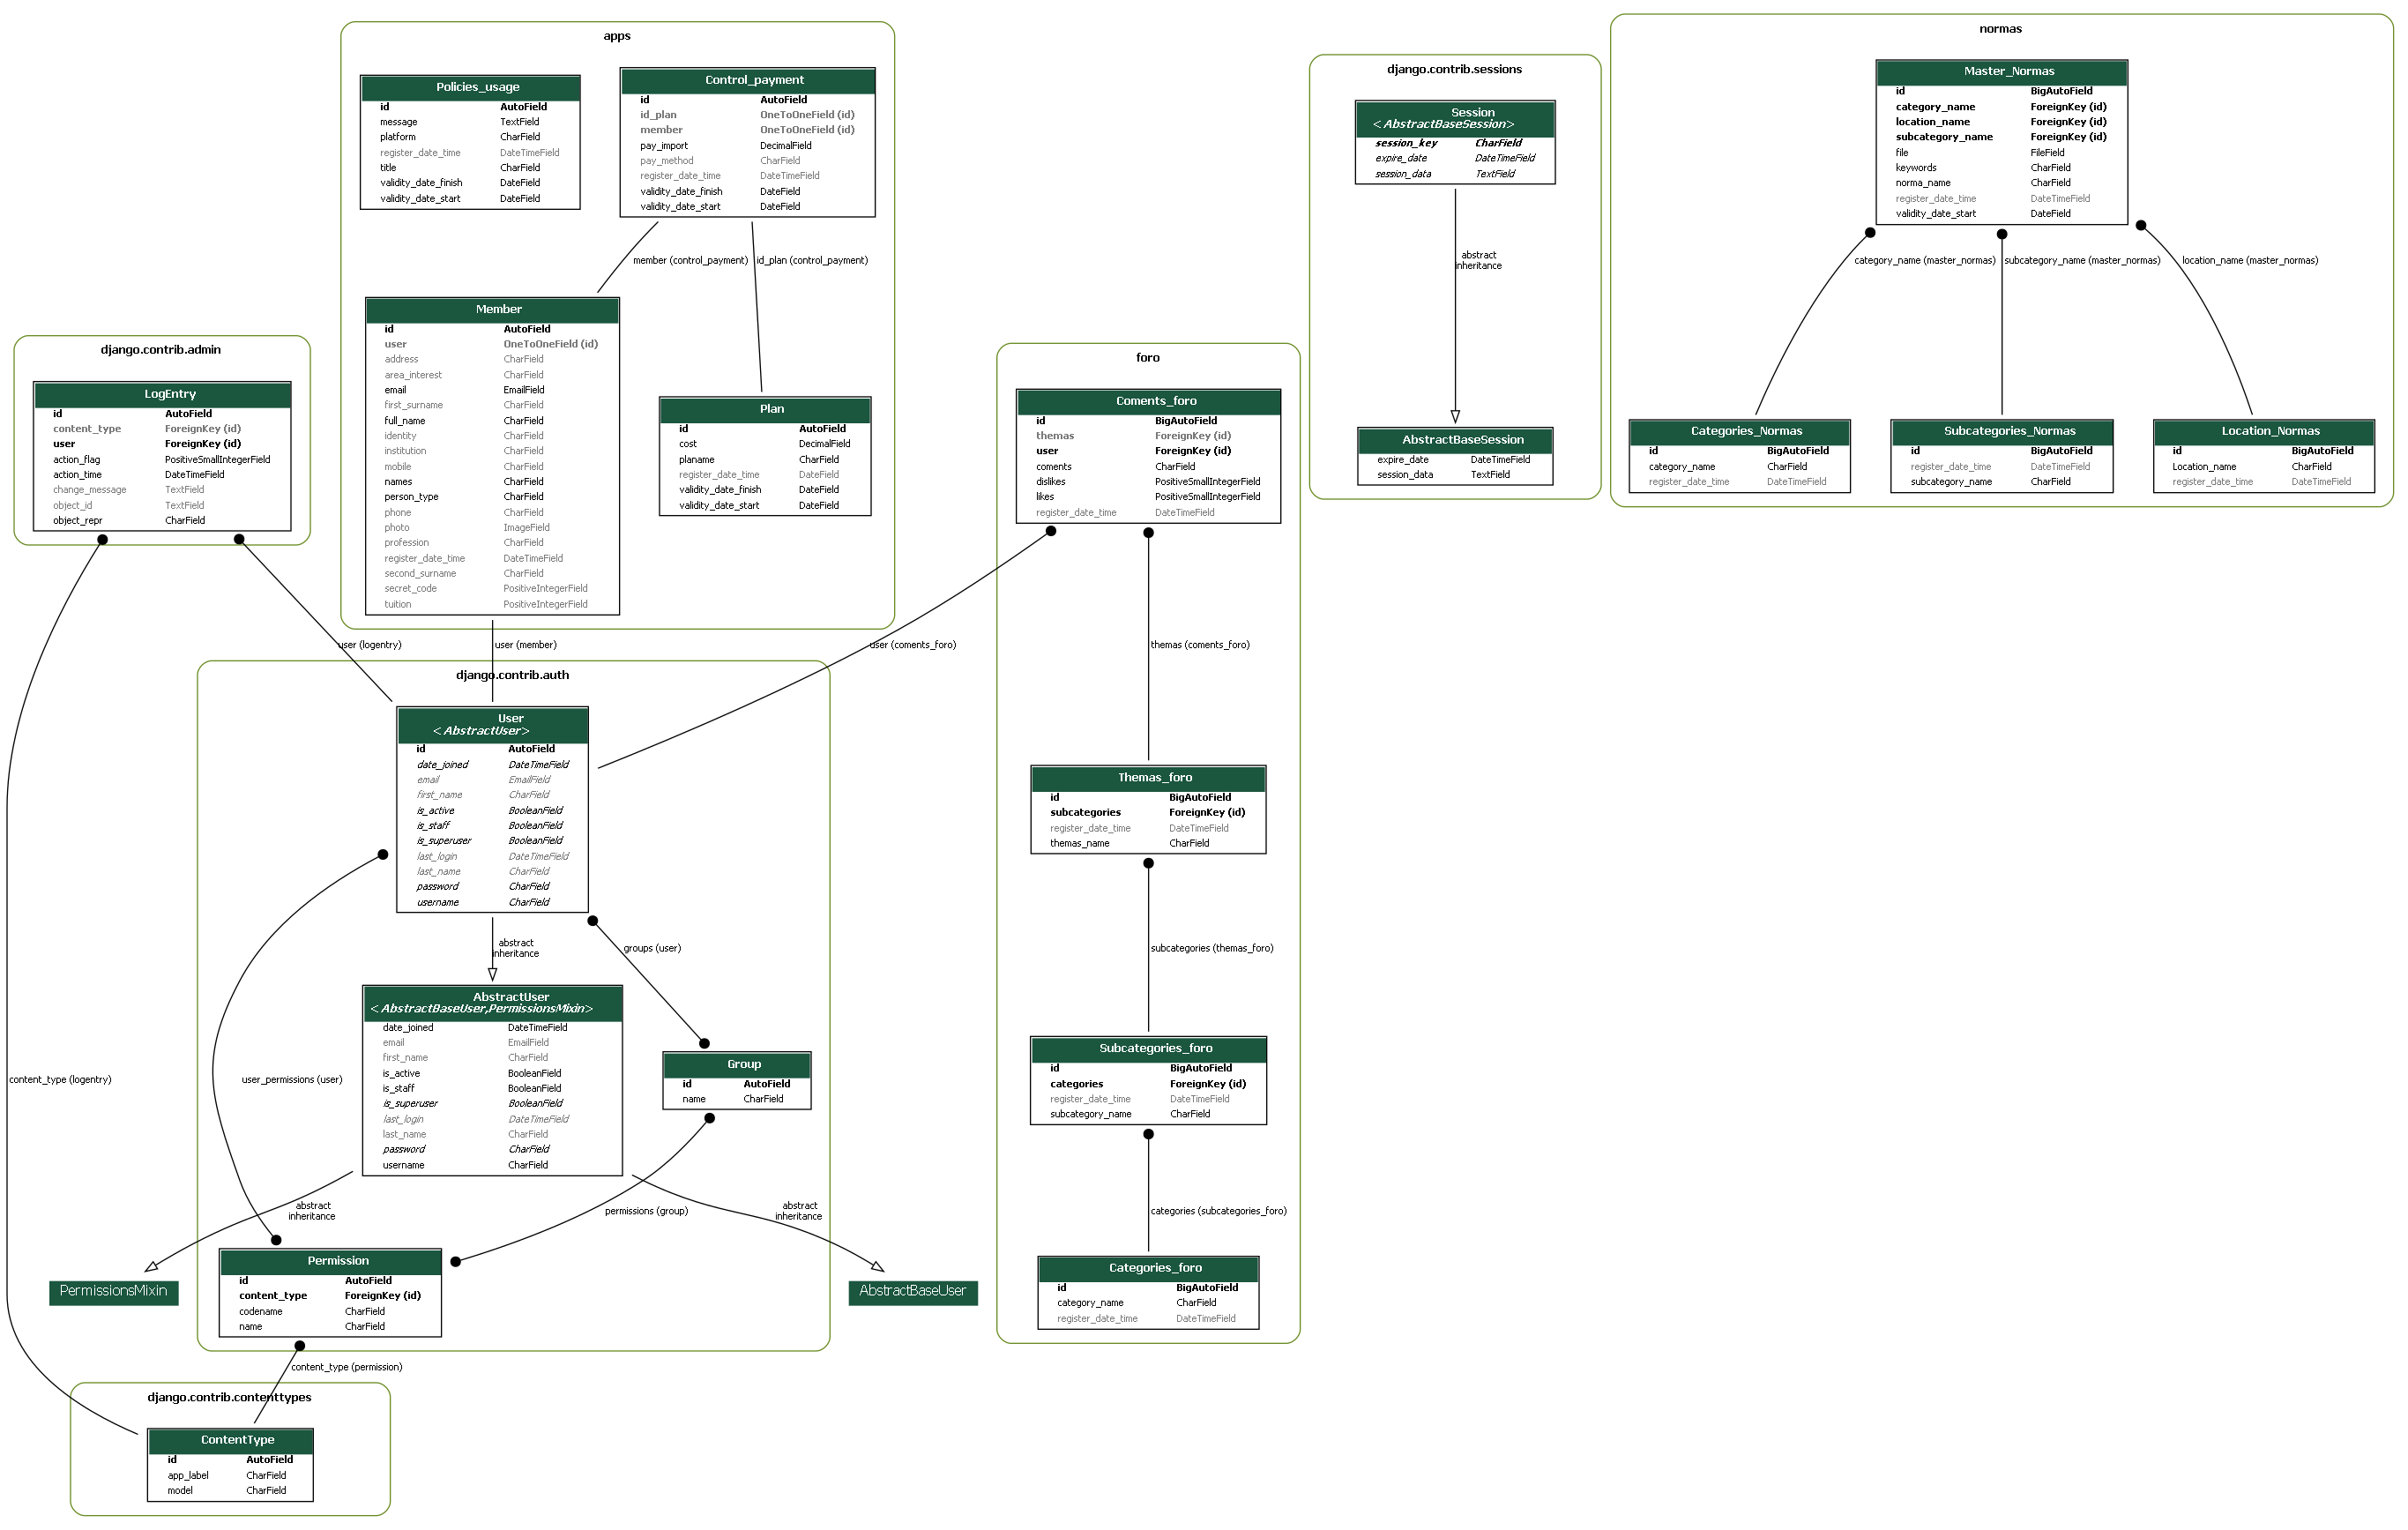 apps
Policies_usage
id AutoField
message TextField
platform CharField
register_date_time DateTimeField
title CharField
validity_date_finish DateField
validity_date_start DateField
Control_payment
id AutoField
id_plan OneToOneField (id)
member OneToOneField (id)
pay_import DecimalField
pay_method CharField
register_date_time DateTimeField
validity_date_finish DateField
validity_date_start DateField
member (control_payment)
id_plan (control_payment)
Member
id AutoField
user OneToOneField (id)
address CharField
area_interest CharField
email EmailField
first_surname CharField
full_name CharField
identity CharField
institution CharField
mobile CharField
names CharField
person_type CharField
phone CharField
photo ImageField
profession CharField
register_date_time DateTimeField
second_surname CharField
secret_code PositiveIntegerField
tuition PositiveIntegerField
Plan
id AutoField
cost DecimalField
planame CharField
register_date_time DateField
validity_date_finish DateField
validity_date_start DateField
django.contrib.admin
LogEntry
id AutoField
content_type ForeignKey (id)
user ForeignKey (id)
action_flag PositiveSmallIntegerField
action_time DateTimeField
change_message TextField
object_id TextField
object_repr CharField
user (logentry)
user (member)
user (coments_foro)
content_type (logentry)
django.contrib.auth
User
<AbstractUser>
id AutoField
date_joined DateTimeField
email EmailField
first_name CharField
is_active BooleanField
is_staff BooleanField
is_superuser BooleanField
last_login DateTimeField
last_name CharField
password CharField
username CharField
abstract
inheritance
groups (user)
user_permissions (user)
AbstractUser
<AbstractBaseUser,PermissionsMixin>
date_joined DateTimeField
email EmailField
first_name CharField
is_active BooleanField
is_staff BooleanField
is_superuser BooleanField
last_login DateTimeField
last_name CharField
password CharField
username CharField
Group
id AutoField
name CharField
abstract
inheritance
permissions (group)
abstract
inheritance
PermissionsMixin
Permission
id AutoField
content_type ForeignKey (id)
codename CharField
name CharField
AbstractBaseUser
content_type (permission)
django.contrib.contenttypes
ContentType
id AutoField
app_label CharField
model CharField
foro
Coments_foro
id BigAutoField
themas ForeignKey (id)
user ForeignKey (id)
coments CharField
dislikes PositiveSmallIntegerField
likes PositiveSmallIntegerField
register_date_time DateTimeField
themas (coments_foro)
Themas_foro
id BigAutoField
subcategories ForeignKey (id)
register_date_time DateTimeField
themas_name CharField
subcategories (themas_foro)
Subcategories_foro
id BigAutoField
categories ForeignKey (id)
register_date_time DateTimeField
subcategory_name CharField
categories (subcategories_foro)
Categories_foro
id BigAutoField
category_name CharField
register_date_time DateTimeField
django.contrib.sessions
Session
<AbstractBaseSession>
session_key CharField
expire_date DateTimeField
session_data TextField
abstract
inheritance
AbstractBaseSession
expire_date DateTimeField
session_data TextField
normas
Master_Normas
id BigAutoField
category_name ForeignKey (id)
location_name ForeignKey (id)
subcategory_name ForeignKey (id)
file FileField
keywords CharField
norma_name CharField
register_date_time DateTimeField
validity_date_start DateField
category_name (master_normas)
subcategory_name (master_normas)
location_name (master_normas)
Categories_Normas
id BigAutoField
category_name CharField
register_date_time DateTimeField
Subcategories_Normas
id BigAutoField
register_date_time DateTimeField
subcategory_name CharField
Location_Normas
id BigAutoField
Location_name CharField
register_date_time DateTimeField